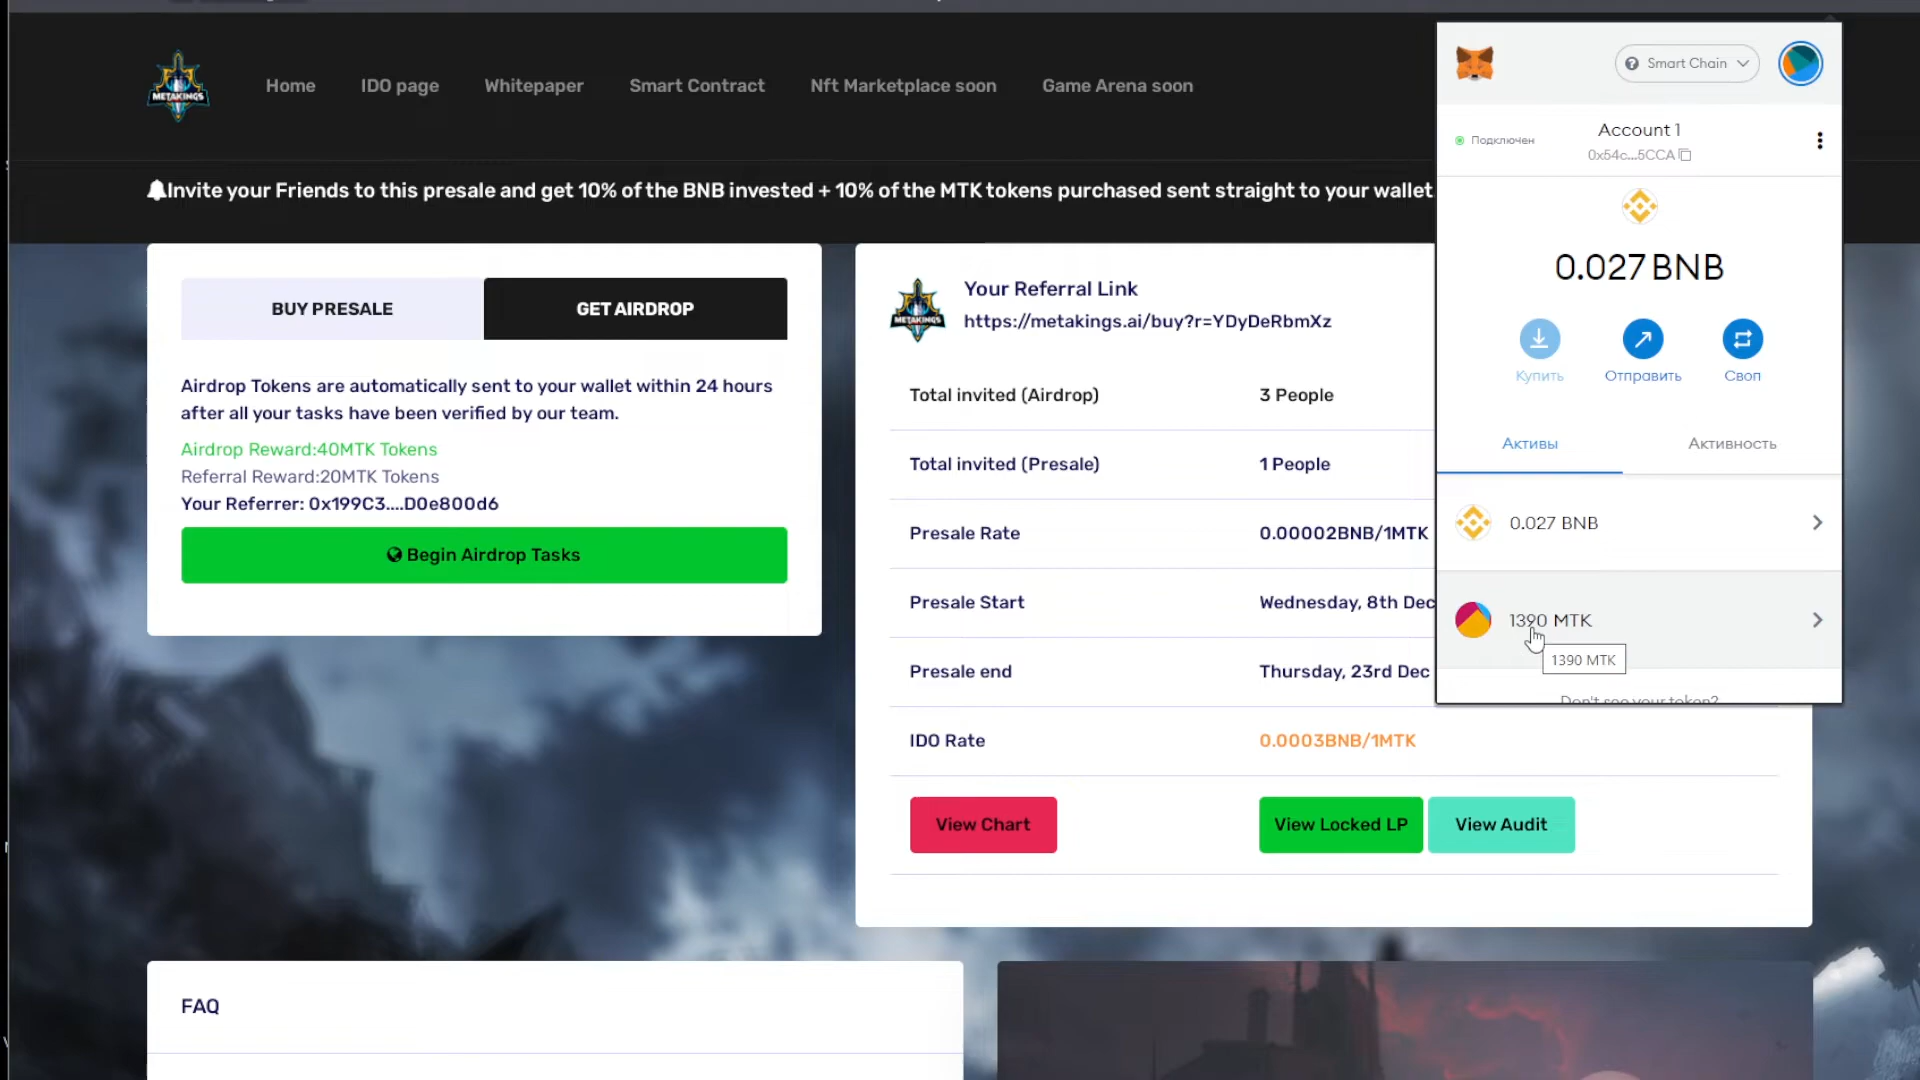 METAKINGS
Home
IDO page
Whitepaper
Smart Contract
Nft Marketplace soon
Game Arena soon
Invite your Friends to this presale and get 10% of the BNB invested + 10% of the MTK tokens purchased sent straight to your wallet
BUY PRESALE
GET AIRDROP
Airdrop Tokens are automatically sent to your wallet within 24 hours
after all your tasks have been verified by our team.
Airdrop Reward:40MTK Tokens
Referral Reward:20MTK Tokens
Your Referrer: 0x199C3....D0e800d6
Begin Airdrop Tasks
METAKINGS
Your Referral Link
https://metakings.ai/buy?r=YDyDeRbmXz
Total invited (Airdrop)
3 People
Total invited (Presale)
1 People
Presale Rate
0.00002BNB/1MTK
Presale Start
Wednesday, 8th Dec
Presale end
Thursday, 23rd Dec
IDO Rate
0.0003BNB/1MTK
View Chart
View Locked LP
View Audit
FAQ
Smart Chain
Подключен
Account 1
0x54c...5CCA
0.027 BNB
Купить
Отправить
Своп
Активы
Активность
0.027 BNB
1390 MTK
1390 MTK
Don't see your token?